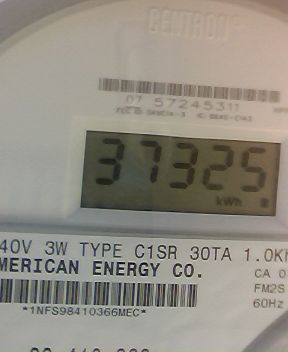 CENTRON
07 57245311
37325
kWh
40V 3W TYPE C1SR 30TA 1.0Kh
MERICAN ENERGY CO.
CA 0
FM2S
60Hz
*1NFS98410366MEC*